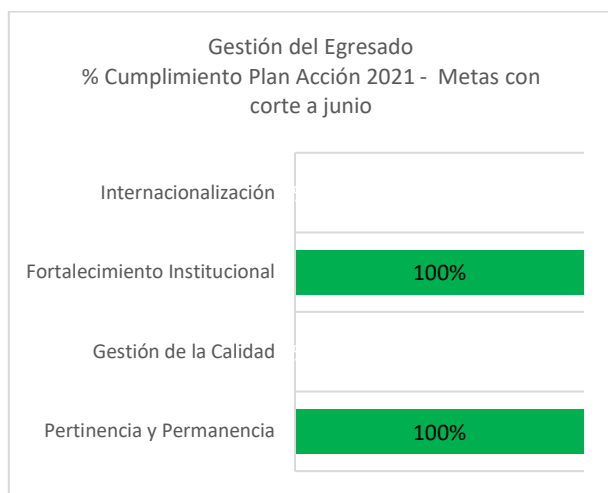 Gestión del Egresado
% Cumplimiento Plan Acción 2021 - Metas con
corte a junio
Internacionalización
Fortalecimiento Institucional
100%
Gestión de la Calidad
Pertinencia y Permanencia
100%